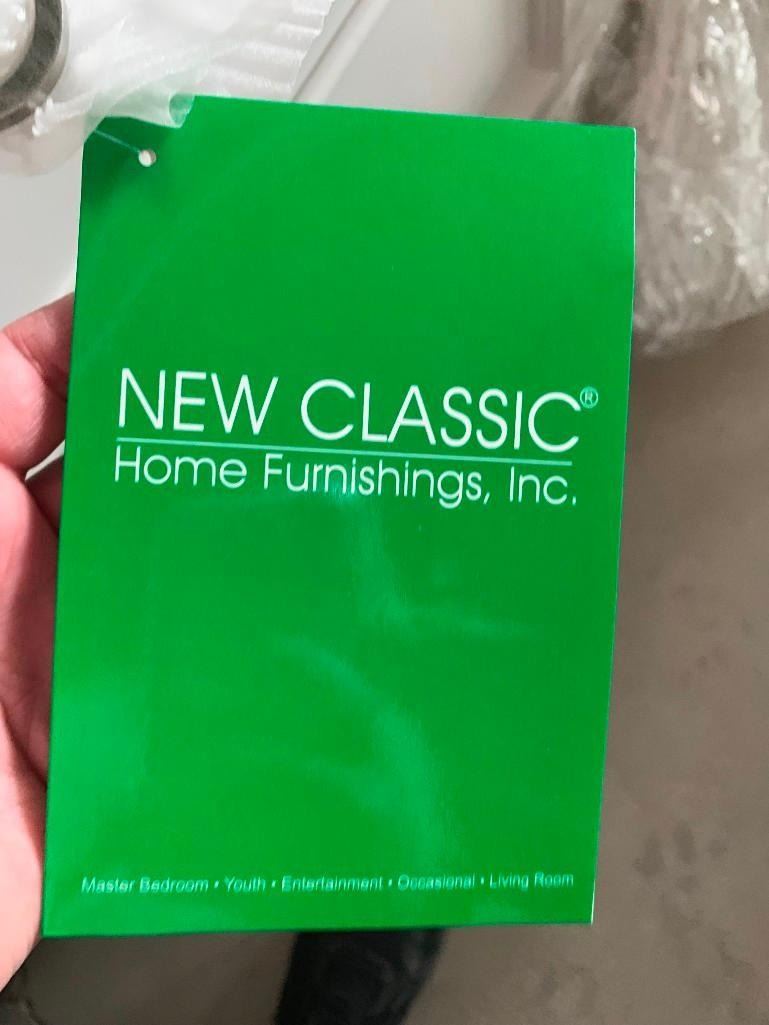 NEW CLASSIC®
Home Furnishings, Inc.
Master Bedroom • Youth • Entertainment • Occasional • Living Room